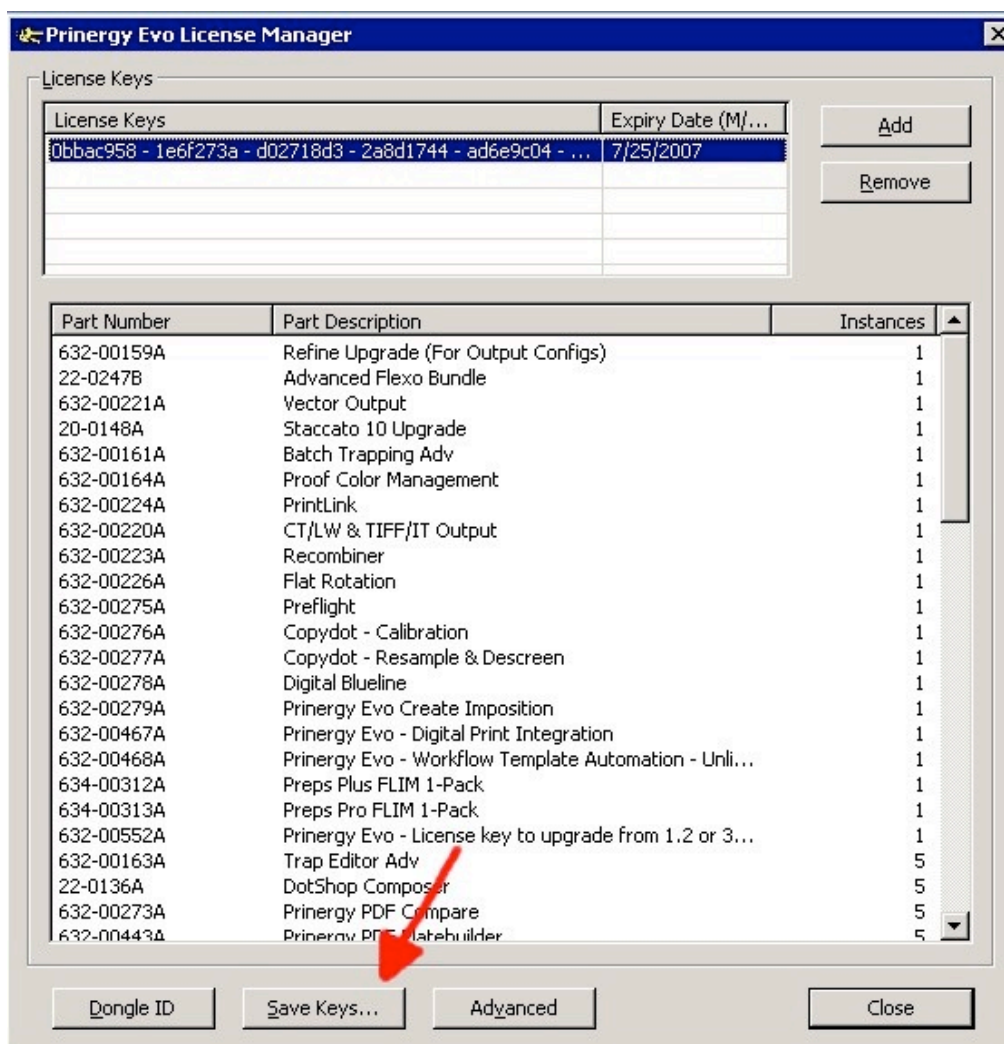 Prinergy Evo License Manager
License Keys
License Keys Expiry Date (M/...
0bbac958 - 1e6f273a - d02718d3 - 2a8d1744 - ad6e9c04 - ... 7/25/2007
Add
Remove
Part Number Part Description Instances
632-00159A Refine Upgrade (For Output Configs) 1
22-0247B Advanced Flexo Bundle 1
632-00221A Vector Output 1
20-0148A Staccato 10 Upgrade 1
632-00161A Batch Trapping Adv 1
632-00164A Proof Color Management 1
632-00224A PrintLink 1
632-00220A CT/LW & TIFF/IT Output 1
632-00223A Recombiner 1
632-00226A Flat Rotation 1
632-00275A Preflight 1
632-00276A Copydot - Calibration 1
632-00277A Copydot - Resample & Descreen 1
632-00278A Digital Blueline 1
632-00279A Prinergy Evo Create Imposition 1
632-00467A Prinergy Evo - Digital Print Integration 1
632-00468A Prinergy Evo - Workflow Template Automation - Unli... 1
634-00312A Preps Plus FLIM 1-Pack 1
634-00313A Preps Pro FLIM 1-Pack 1
632-00552A Prinergy Evo - License key to upgrade from 1.2 or 3... 1
632-00163A Trap Editor Adv 5
22-0136A DotShop Composer 5
632-00273A Prinergy PDF Compare 5
632-00443A Prinergy PDF Platebuilder 5
Dongle ID Save Keys... Advanced Close